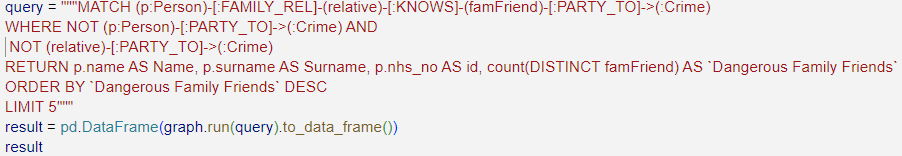 query = """MATCH (p:Person)-[:FAMILY_REL]-(relative)-[:KNOWS]-(famFriend)-[:PARTY_TO]->(:Crime)
WHERE NOT (p:Person)-[:PARTY_TO]->(:Crime) AND
NOT (relative)-[:PARTY_TO]->(:Crime)
RETURN p.name AS Name, p.surname AS Surname, p.nhs_no AS id, count(DISTINCT famFriend) AS `Dangerous Family Friends`
ORDER BY `Dangerous Family Friends` DESC
LIMIT 5"""
result = pd.DataFrame(graph.run(query).to_data_frame())
result